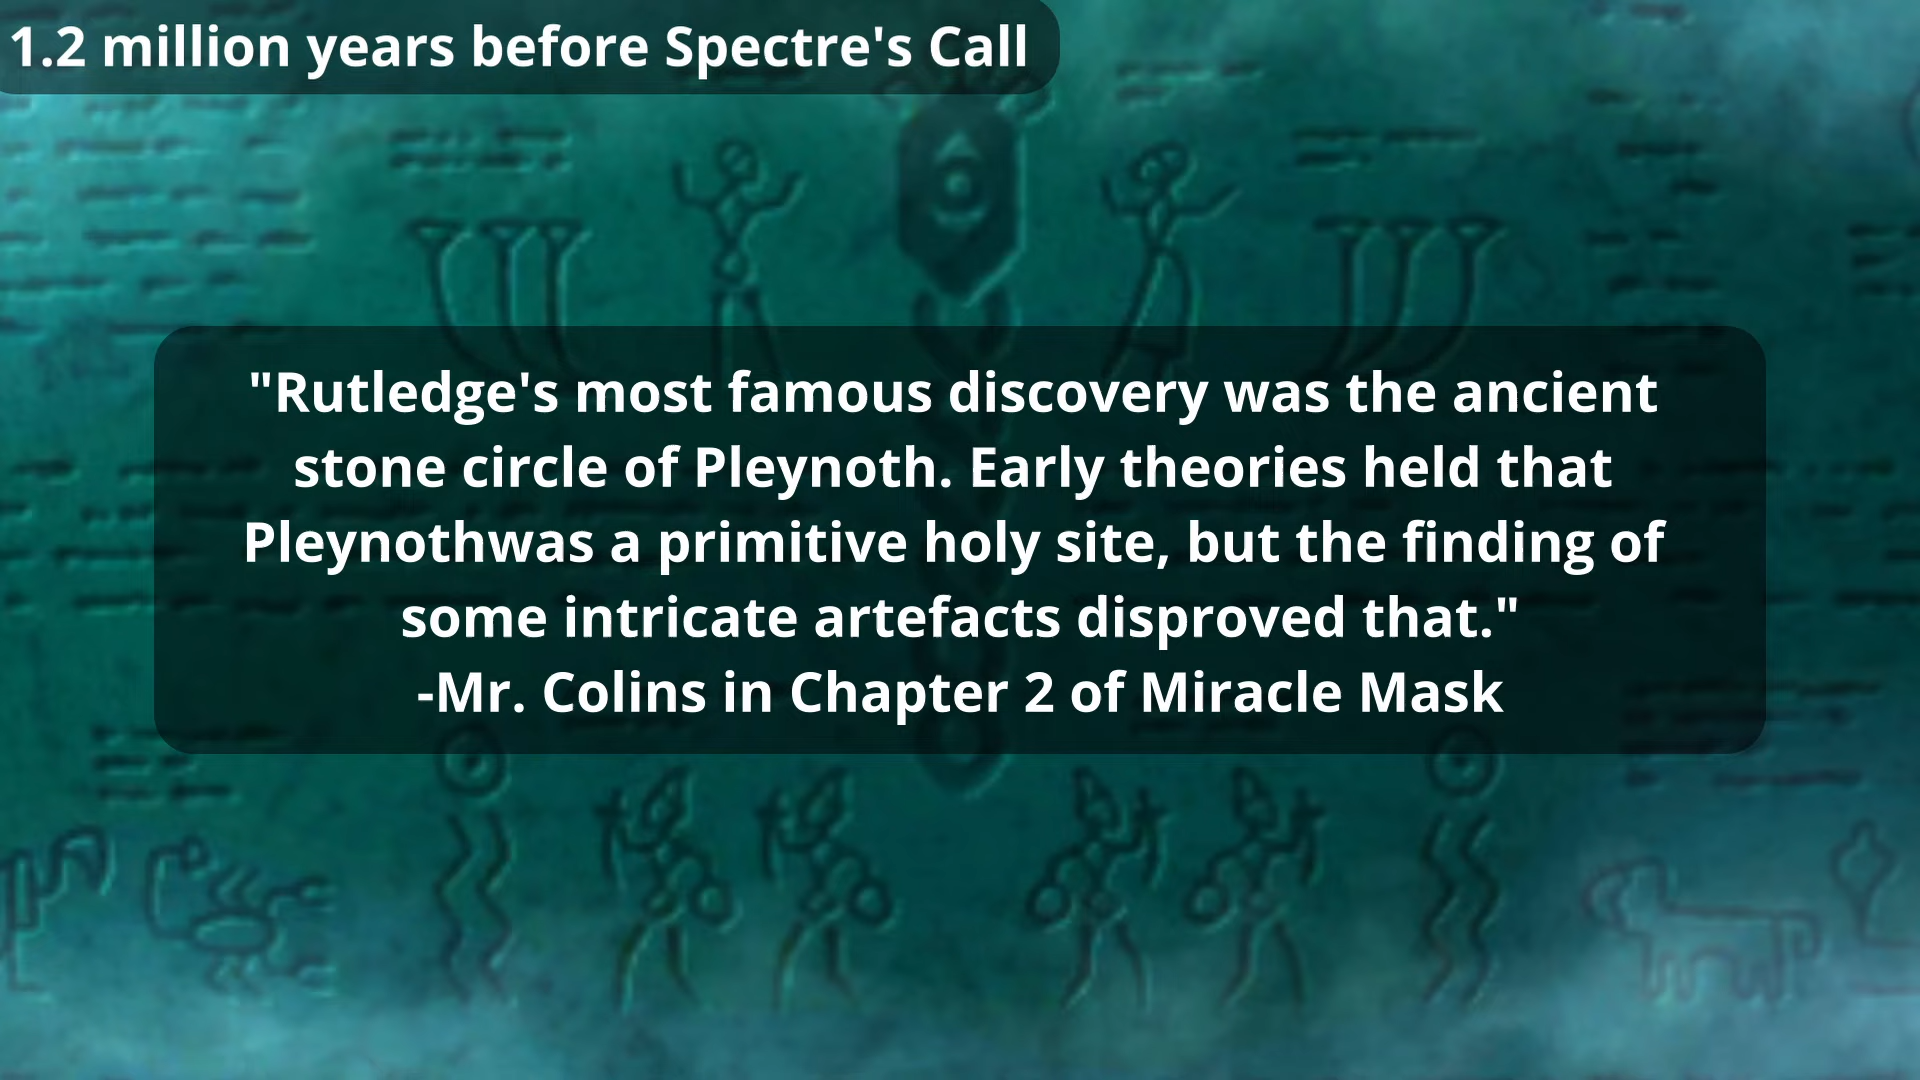 1.2 million years before Spectre's Call
"Rutledge's most famous discovery was the ancient
stone circle of Pleynoth. Early theories held that
Pleynothwas a primitive holy site, but the finding of
some intricate artefacts disproved that."
-Mr. Colins in Chapter 2 of Miracle Mask